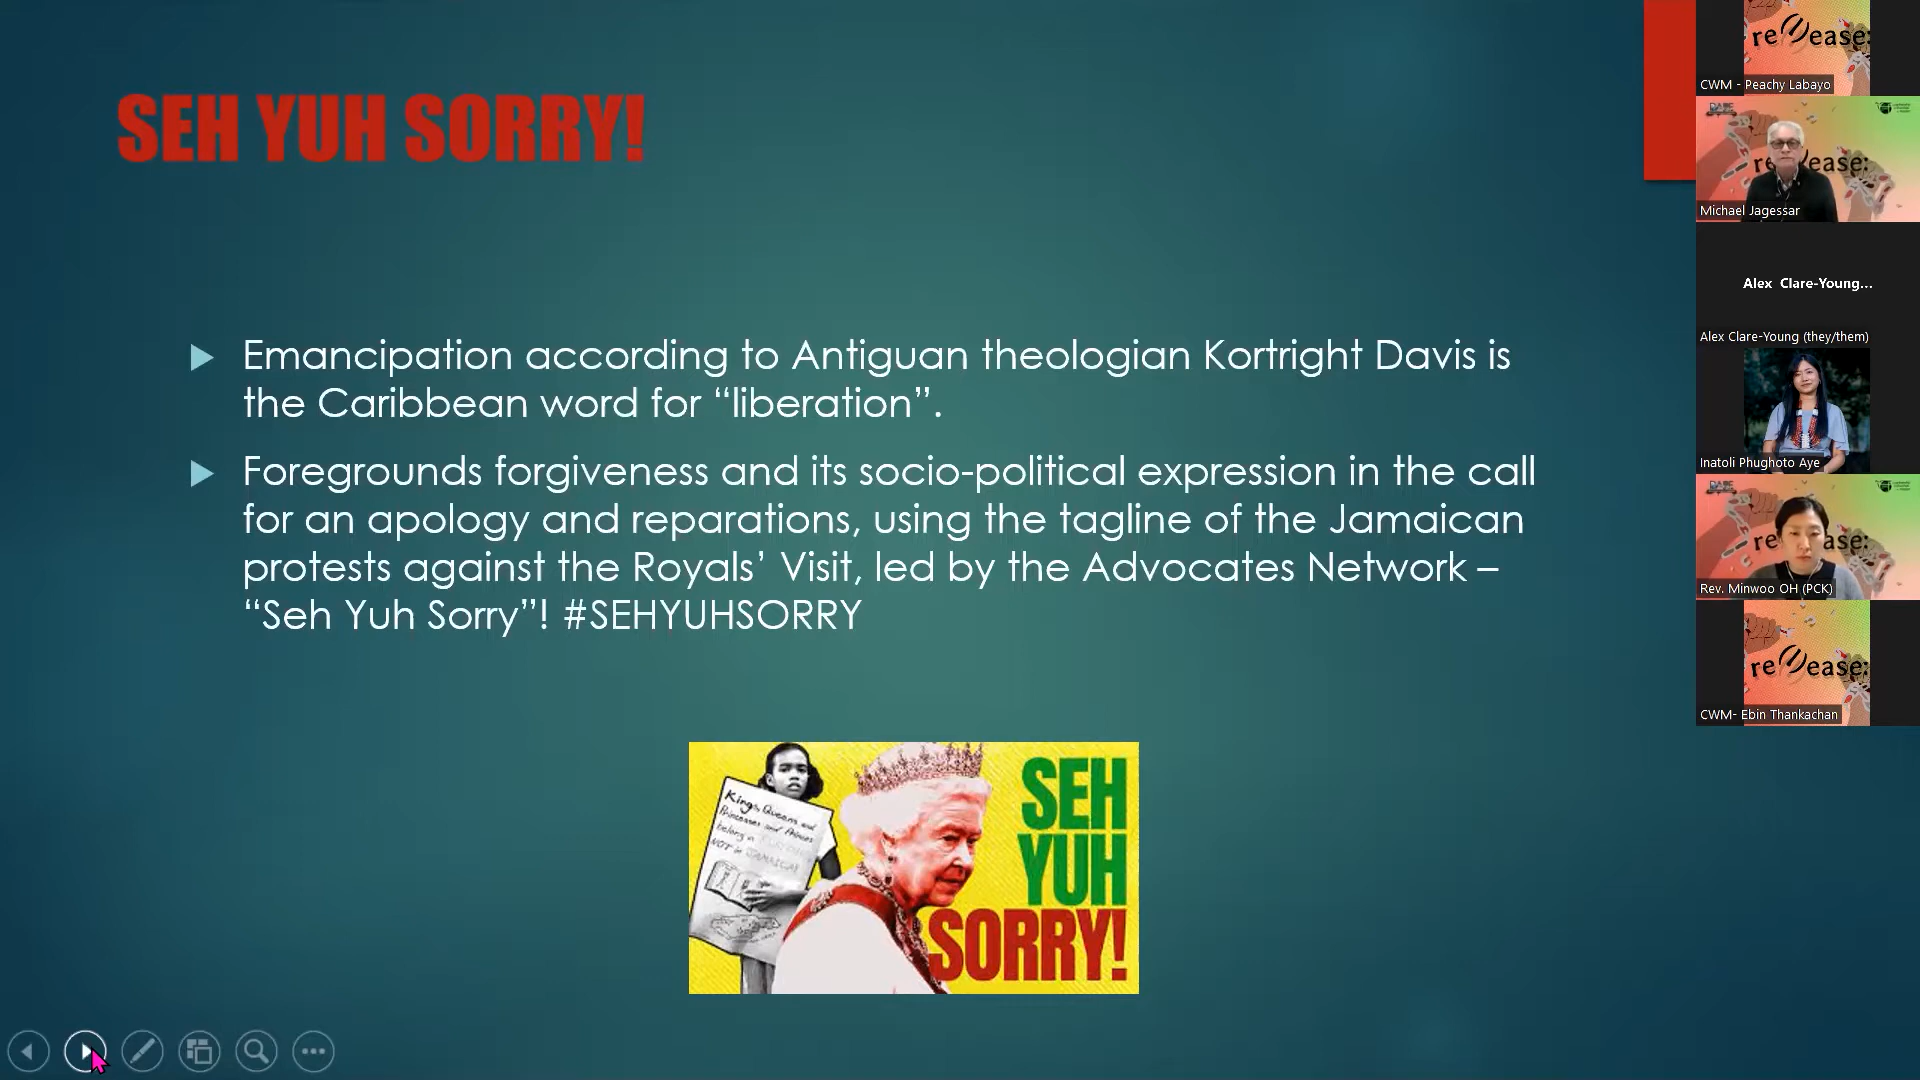 SEH YUH SORRY!
Emancipation according to Antiguan theologian Kortright Davis is
the Caribbean word for “liberation”.
Foregrounds forgiveness and its socio-political expression in the call
for an apology and reparations, using the tagline of the Jamaican
protests against the Royals’ Visit, led by the Advocates Network –
“Seh Yuh Sorry”! #SEHYUHSORRY
Kings, Queens and
Princesses and Princes
belong in
NOT in JAMAICA!
SEH
YUH
SORRY!
CWM - Peachy Labayo
Michael Jagessar
Alex Clare-Young...
Alex Clare-Young (they/them)
Inatoli Phughoto Aye
Rev. Minwoo OH (PCK)
CWM- Ebin Thankachan